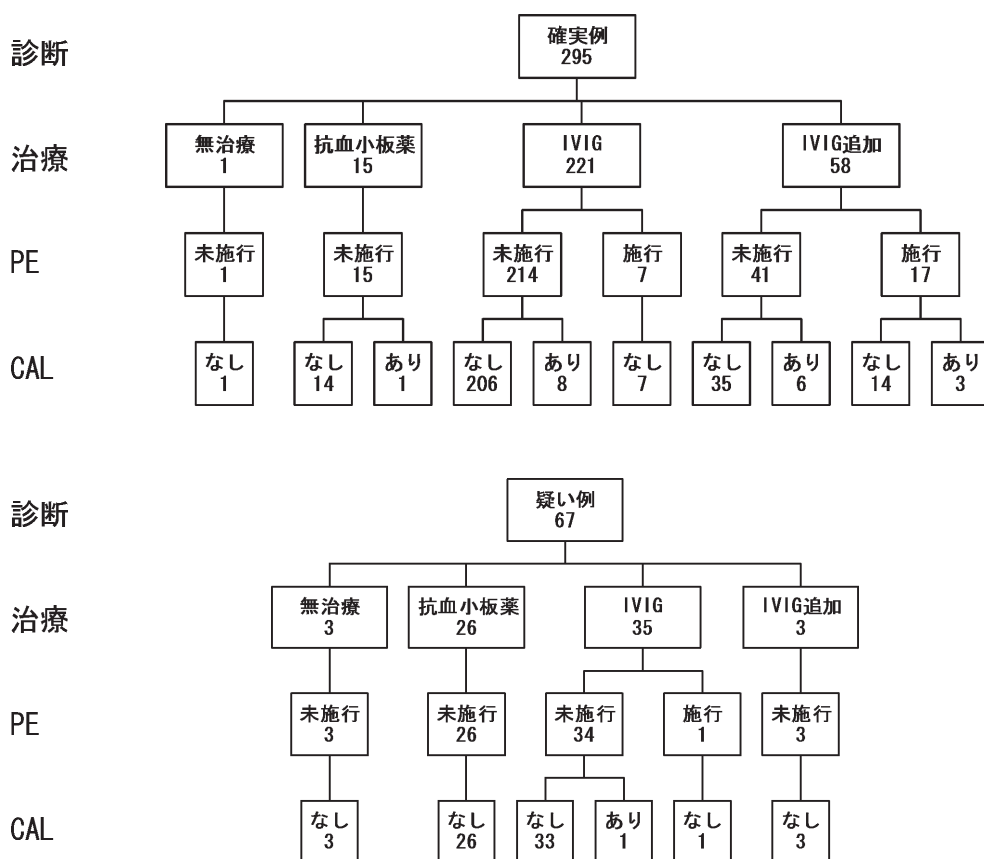 診断
確実例
295
治療
無治療
1
抗血小板薬
15
IVIG
221
IVIG追加
58
PE
未施行
1
未施行
15
未施行
214
施行
7
未施行
41
施行
17
CAL
なし
1
なし
14
あり
1
なし
206
あり
8
なし
7
なし
35
あり
6
なし
14
あり
3
診断
疑い例
67
治療
無治療
3
抗血小板薬
26
IVIG
35
IVIG追加
3
PE
未施行
3
未施行
26
未施行
34
施行
1
未施行
3
CAL
なし
3
なし
26
なし
33
あり
1
なし
1
なし
3